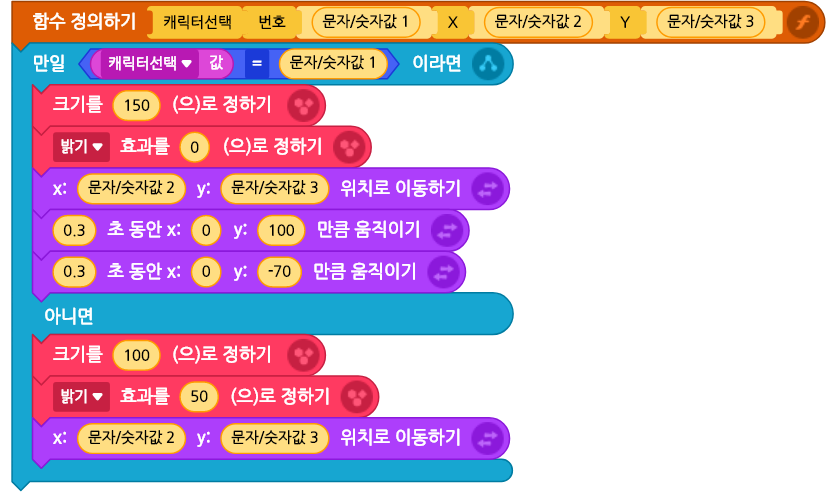 함수 정의하기 캐릭터선택 번호 문자/숫자값 1 X 문자/숫자값 2 Y 문자/숫자값 3
만일 캐릭터선택 값 = 문자/숫자값 1 이라면
크기를 150 (으)로 정하기
밝기 효과를 0 (으)로 정하기
x: 문자/숫자값 2 y: 문자/숫자값 3 위치로 이동하기
0.3 초 동안 x: 0 y: 100 만큼 움직이기
0.3 초 동안 x: 0 y: -70 만큼 움직이기
아니면
크기를 100 (으)로 정하기
밝기 효과를 50 (으)로 정하기
x: 문자/숫자값 2 y: 문자/숫자값 3 위치로 이동하기